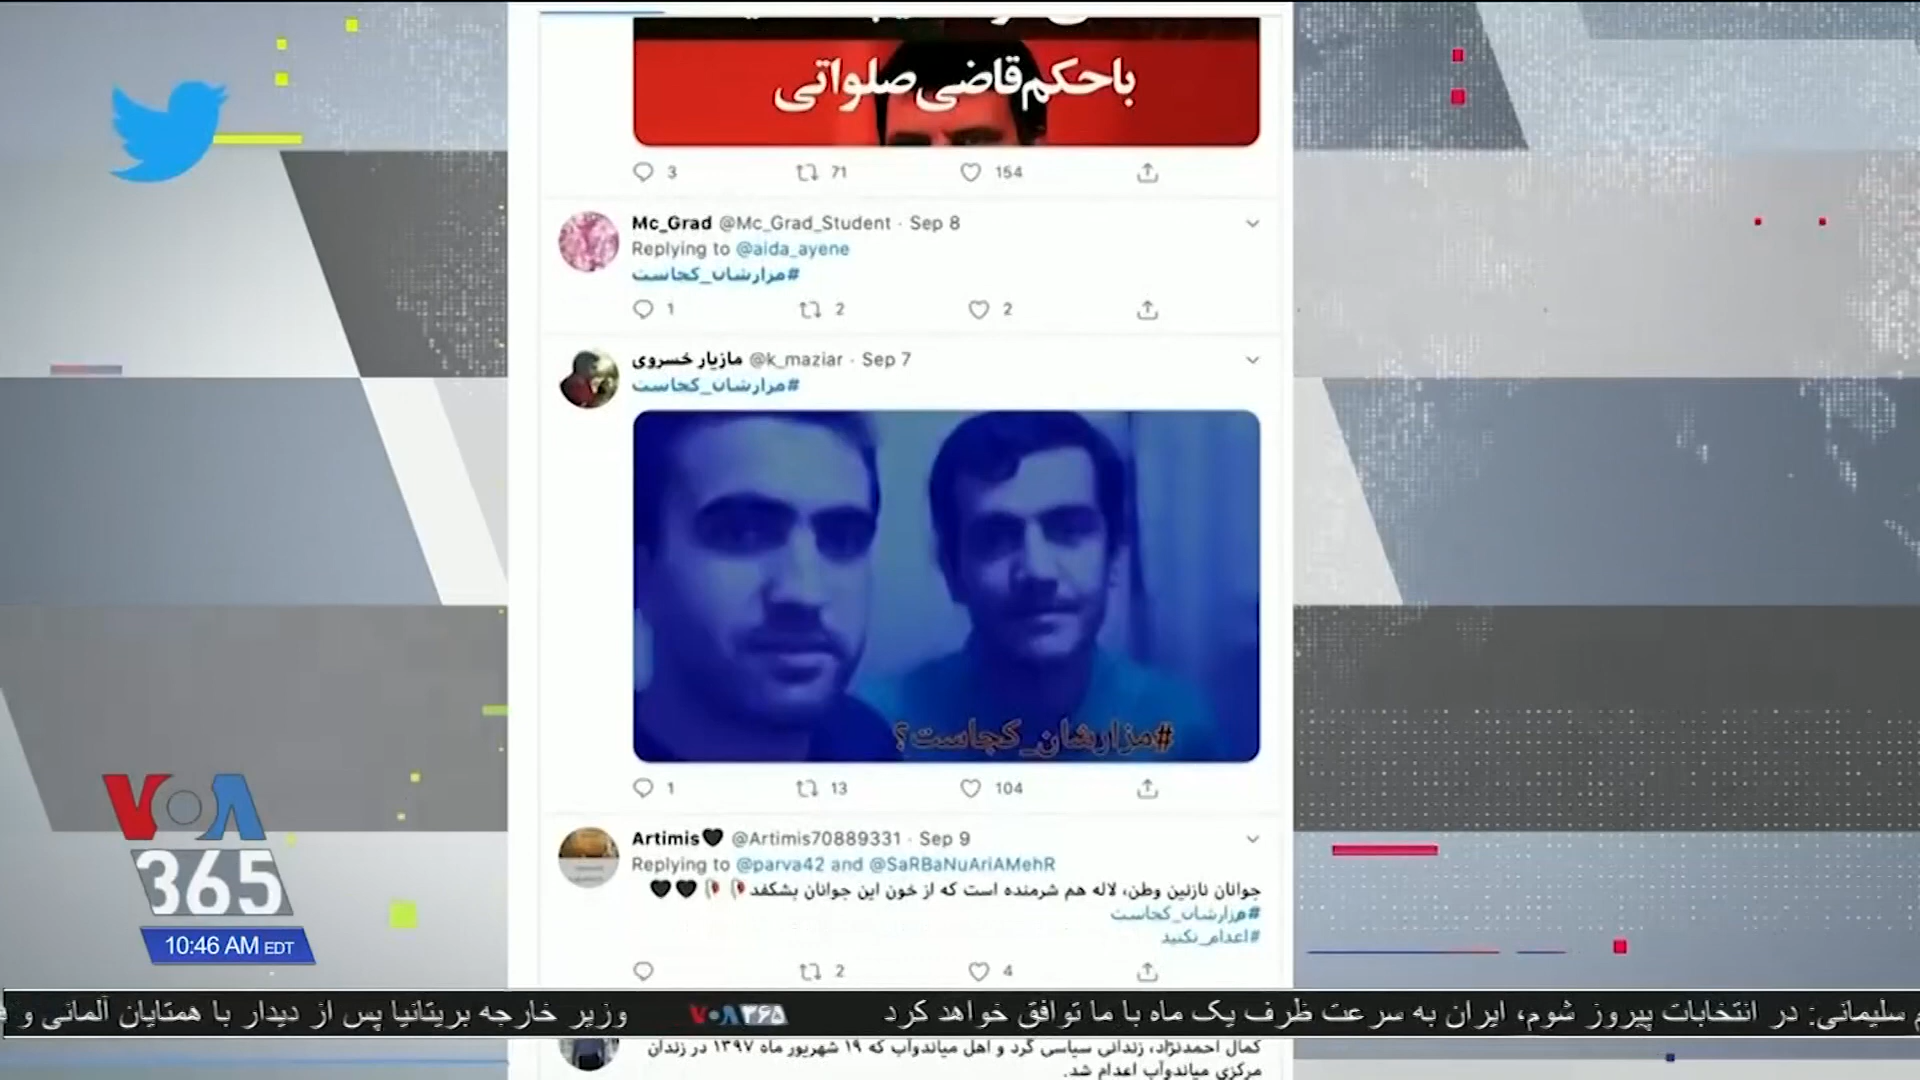 باحکم‌قاضی‌صلواتی
3 71 154
Mc_Grad @Mc_Grad_Student · Sep 8
Replying to @aida_ayene
#مزارشان_کجاست
1 2 2
مازیار خسروی @k_maziar · Sep 7
#مزارشان_کجاست
#مزارشان_کجاست؟
1 13 104
Artimis🖤 @Artimis70889331 · Sep 9
Replying to @parva42 and @SaRBaNuAriAMehR
جوانان نازنین وطن، لاله هم شرمنده است که از خون این جوانان بشکفد
#مزارشان_کجاست
#اعدام_نکنید
2 4
VOA
365
10:46 AM EDT
سلیمانی: در انتخابات پیروز شوم، ایران به سرعت ظرف یک ماه با ما توافق خواهد کرد VOA۳۶۵ وزیر خارجه بریتانیا پس از دیدار با همتایان آلمانی و
کمال احمدنژاد، زندانی سیاسی کرد و اهل میاندوآب که ۱۹ شهریور ماه ۱۳۹۷ در زندان
مرکزی میاندوآب اعدام شد.